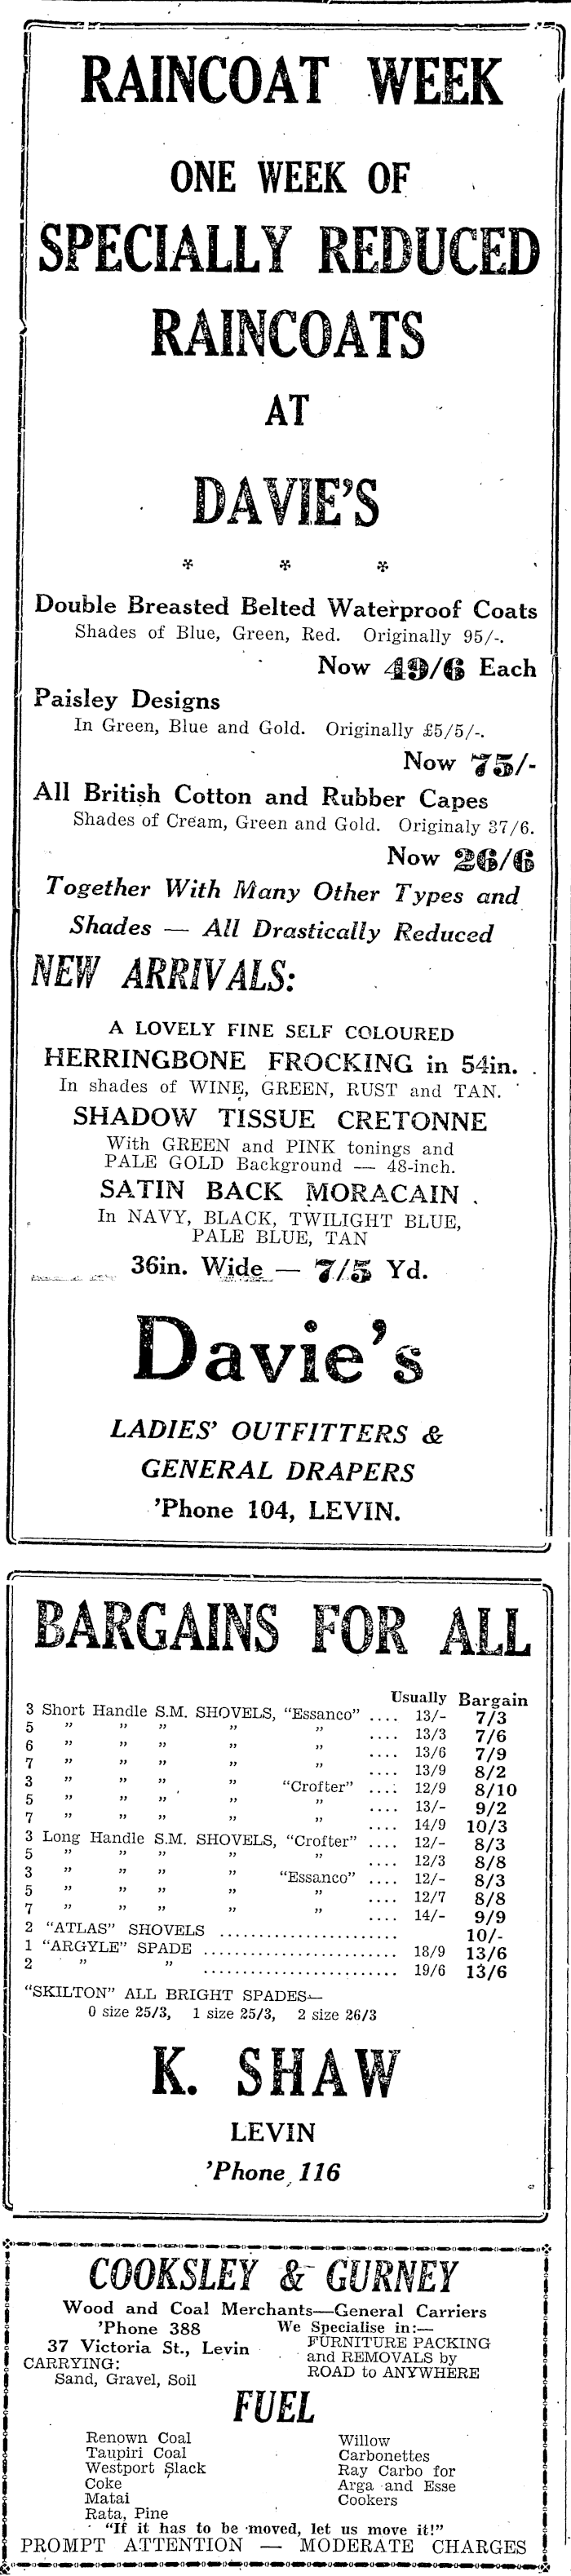 RAINCOAT WEEK
ONE WEEK OF
SPECIALLY REDUCED
RAINCOATS
AT
DAVIE'S
* * *
Double Breasted Belted Waterproof Coats
Shades of Blue, Green, Red. Originally 95/-.
Now 49/6 Each
Paisley Designs
In Green, Blue and Gold. Originally £5/5/-.
Now 75/-
All British Cotton and Rubber Capes
Shades of Cream, Green and Gold. Originaly 37/6.
Now 26/6
Together With Many Other Types and
Shades — All Drastically Reduced
NEW ARRIVALS:
A LOVELY FINE SELF COLOURED
HERRINGBONE FROCKING in 54in.
In shades of WINE, GREEN, RUST and TAN.
SHADOW TISSUE CRETONNE
With GREEN and PINK tonings and
PALE GOLD Background — 48-inch.
SATIN BACK MORACAIN
In NAVY, BLACK, TWILIGHT BLUE,
PALE BLUE, TAN
36in. Wide — 7/5 Yd.
Davie's
LADIES' OUTFITTERS &
GENERAL DRAPERS
'Phone 104, LEVIN.
BARGAINS FOR ALL
Usually Bargain
3 Short Handle S.M. SHOVELS, "Essanco" .... 13/- 7/3
5 " " " " " .... 13/3 7/6
6 " " " " " .... 13/6 7/9
7 " " " " " .... 13/9 8/2
3 " " " " "Crofter" .... 12/9 8/10
5 " " " " " .... 13/- 9/2
7 " " " " " .... 14/9 10/3
3 Long Handle S.M. SHOVELS, "Crofter" .... 12/- 8/3
5 " " " " " .... 12/3 8/8
3 " " " " "Essanco" .... 12/- 8/3
5 " " " " " .... 12/7 8/8
7 " " " " " .... 14/- 9/9
2 "ATLAS" SHOVELS .......................... 10/-
1 "ARGYLE" SPADE .......................... 18/9 13/6
2 " " .......................... 19/6 13/6
"SKILTON" ALL BRIGHT SPADES—
0 size 25/3, 1 size 25/3, 2 size 26/3
K. SHAW
LEVIN
'Phone 116
COOKSLEY & GURNEY
Wood and Coal Merchants—General Carriers
'Phone 388
37 Victoria St., Levin
CARRYING:
Sand, Gravel, Soil
We Specialise in:—
FURNITURE PACKING
and REMOVALS by
ROAD to ANYWHERE
FUEL
Renown Coal
Taupiri Coal
Westport Slack
Coke
Matai
Rata, Pine
Willow
Carbonettes
Ray Carbo for
Arga and Esse
Cookers
"If it has to be moved, let us move it!"
PROMPT ATTENTION — MODERATE CHARGES